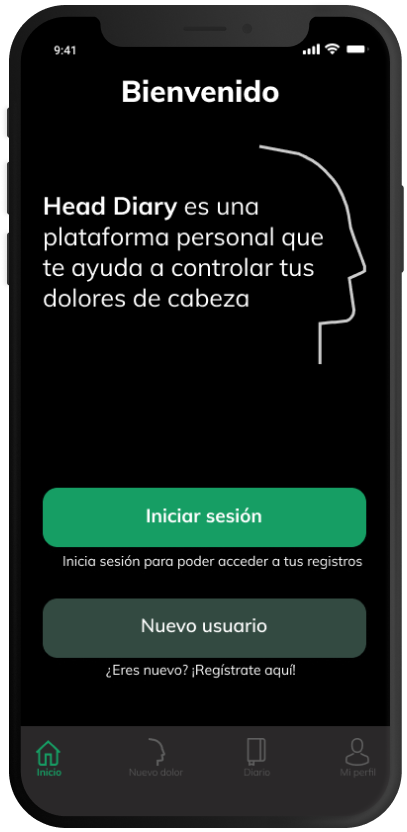 9:41
Bienvenido
Head Diary es una
plataforma personal que
te ayuda a controlar tus
dolores de cabeza
Iniciar sesión
Inicia sesión para poder acceder a tus registros
Nuevo usuario
¿Eres nuevo? ¡Regístrate aquí!
Inicio Nuevo dolor Diario Mi perfil